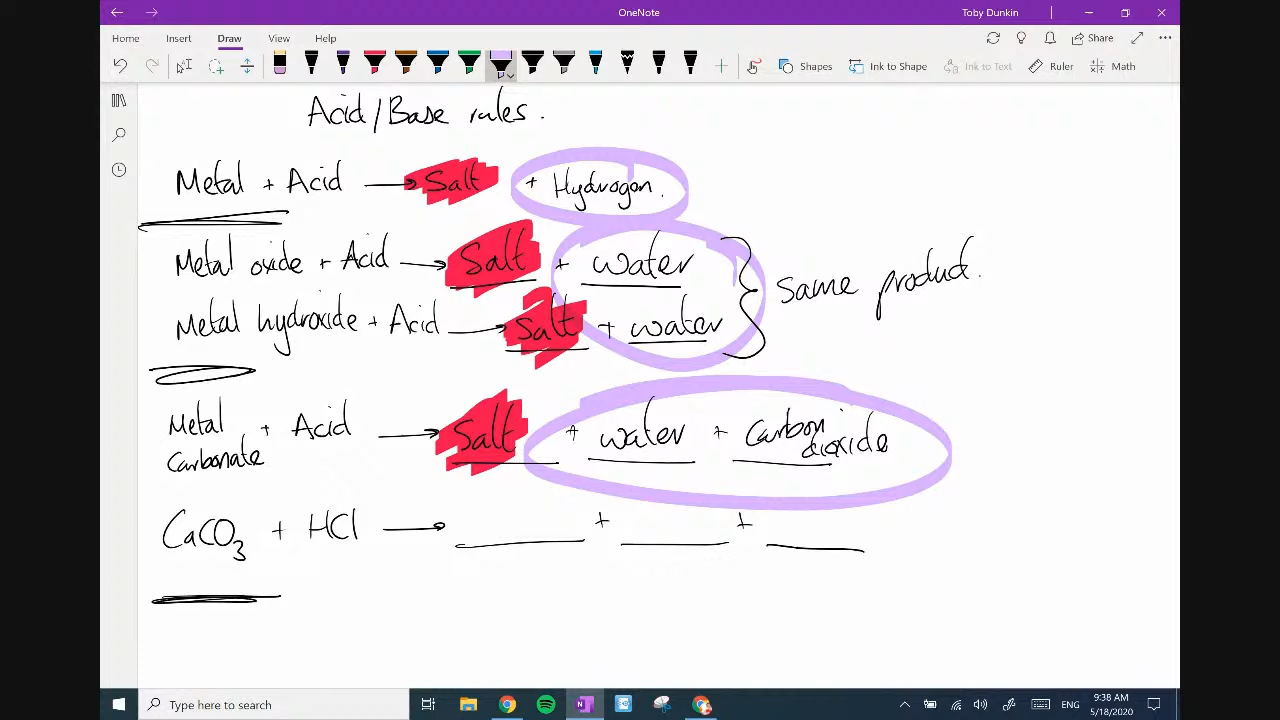 OneNote
Toby Dunkin
Home Insert Draw View Help
Share
Shapes Ink to Shape Ink to Text Ruler Math
Acid/Base rules.
Metal + Acid → Salt + Hydrogen.
Metal oxide + Acid → Salt + water
Metal hydroxide + Acid → Salt + water
same product.
Metal carbonate + Acid → Salt + water + carbon dioxide
CaCO₃ + HCl → ____ + ____ + ____
Type here to search
ENG
9:38 AM
5/18/2020